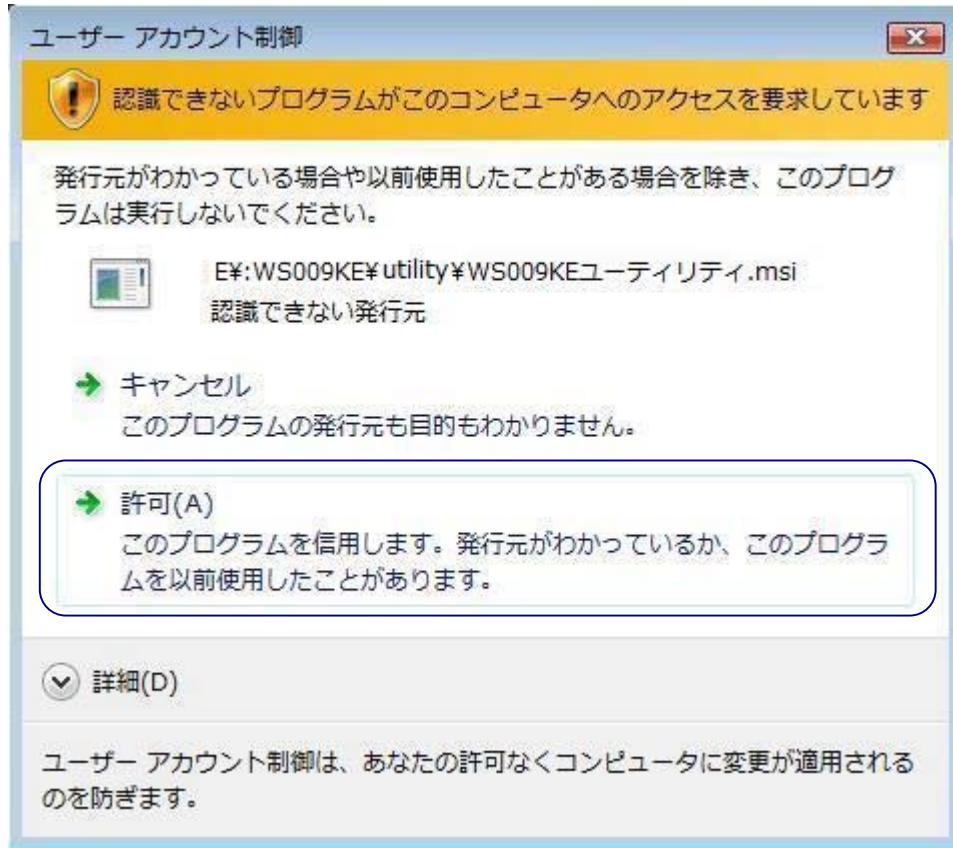 ユーザー アカウント制御
認識できないプログラムがこのコンピュータへのアクセスを要求しています
発行元がわかっている場合や以前使用したことがある場合を除き、このプログ
ラムは実行しないでください。
E¥:WS009KE¥utility¥WS009KEユーティリティ.msi
認識できない発行元
キャンセル
このプログラムの発行元も目的もわかりません。
許可(A)
このプログラムを信用します。発行元がわかっているか、このプログラ
ムを以前使用したことがあります。
詳細(D)
ユーザー アカウント制御は、あなたの許可なくコンピュータに変更が適用される
のを防ぎます。